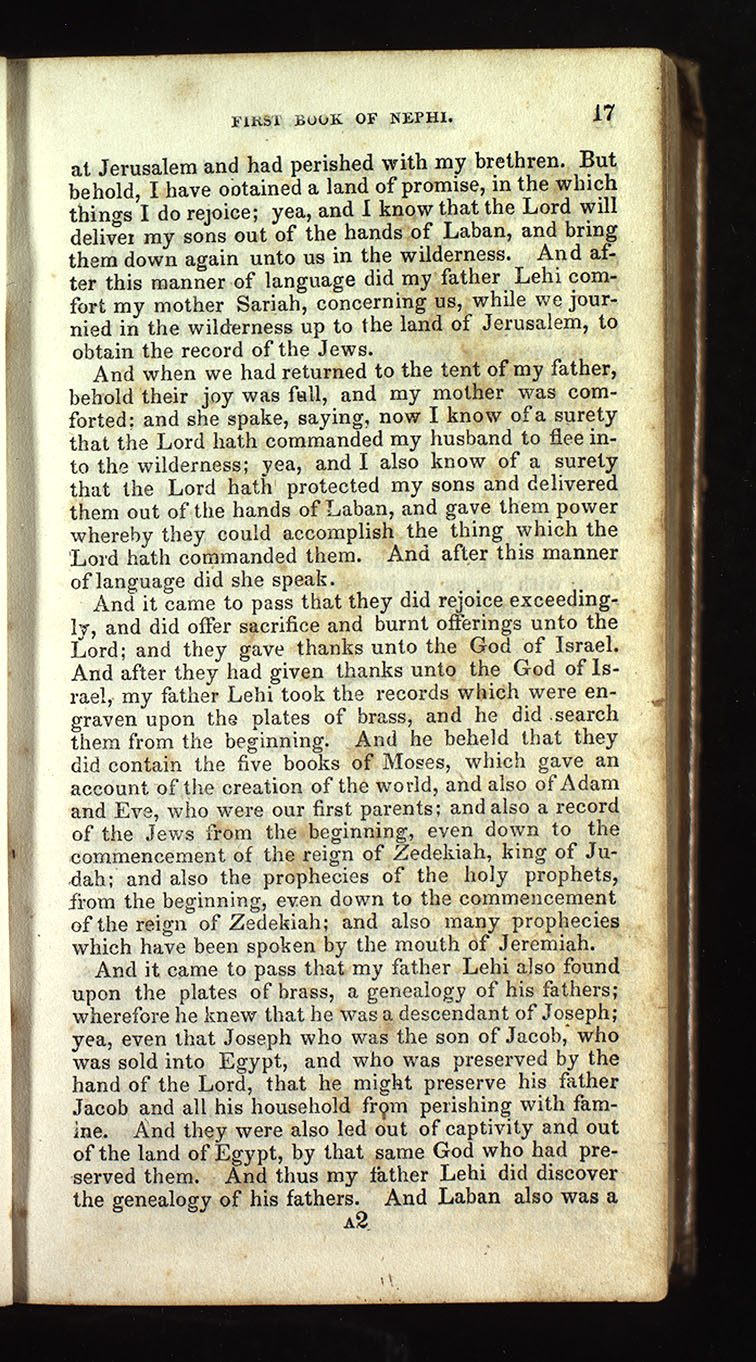 FIRST BOOK OF NEPHI. 17
at Jerusalem and had perished with my brethren. But
behold, I have obtained a land of promise, in the which
things I do rejoice; yea, and I know that the Lord will
deliver my sons out of the hands of Laban, and bring
them down again unto us in the wilderness. And af-
ter this manner of language did my father Lehi com-
fort my mother Sariah, concerning us, while we jour-
nied in the wilderness up to the land of Jerusalem, to
obtain the record of the Jews.
And when we had returned to the tent of my father,
behold their joy was full, and my mother was com-
forted: and she spake, saying, now I know of a surety
that the Lord hath commanded my husband to flee in-
to the wilderness; yea, and I also know of a surety
that the Lord hath protected my sons and delivered
them out of the hands of Laban, and gave them power
whereby they could accomplish the thing which the
Lord hath commanded them. And after this manner
of language did she speak.
And it came to pass that they did rejoice exceeding-
ly, and did offer sacrifice and burnt offerings unto the
Lord; and they gave thanks unto the God of Israel.
And after they had given thanks unto the God of Is-
rael, my father Lehi took the records which were en-
graven upon the plates of brass, and he did search
them from the beginning. And he beheld that they
did contain the five books of Moses, which gave an
account of the creation of the world, and also of Adam
and Eve, who were our first parents; and also a record
of the Jews from the beginning, even down to the
commencement of the reign of Zedekiah, king of Ju-
dah; and also the prophecies of the holy prophets,
from the beginning, even down to the commencement
of the reign of Zedekiah; and also many prophecies
which have been spoken by the mouth of Jeremiah.
And it came to pass that my father Lehi also found
upon the plates of brass, a genealogy of his fathers;
wherefore he knew that he was a descendant of Joseph;
yea, even that Joseph who was the son of Jacob, who
was sold into Egypt, and who was preserved by the
hand of the Lord, that he might preserve his father
Jacob and all his household from perishing with fam-
ine. And they were also led out of captivity and out
of the land of Egypt, by that same God who had pre-
served them. And thus my father Lehi did discover
the genealogy of his fathers. And Laban also was a
A2